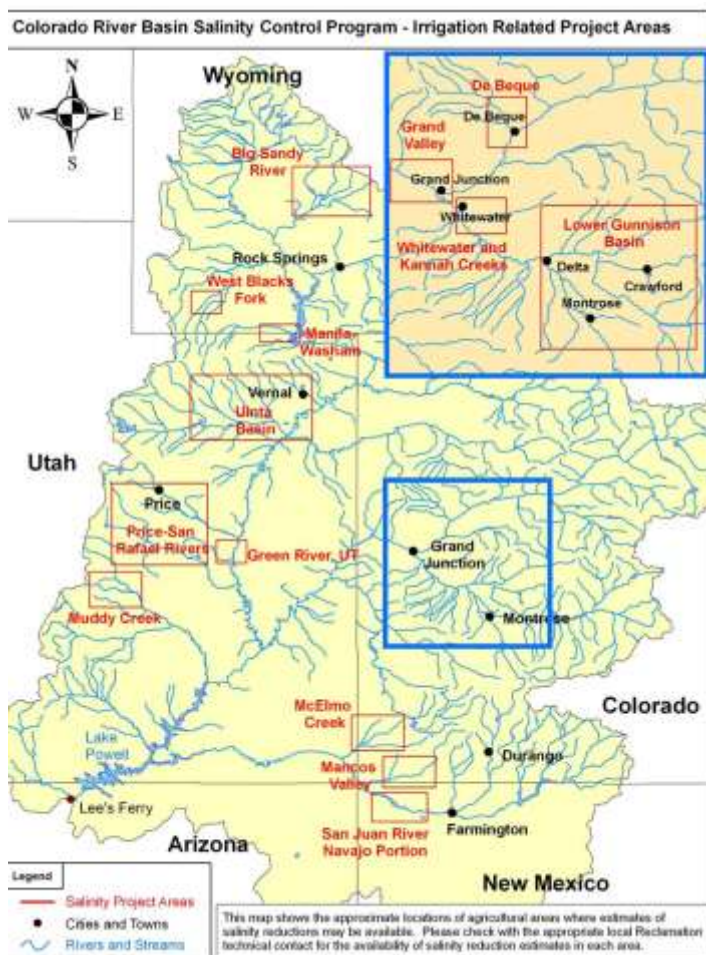 Colorado River Basin Salinity Control Program - Irrigation Related Project Areas
N
W
E
S
Wyoming
Big Sandy
River
Rock Springs
West Blacks
Fork
Manila-
Washam
Vernal
Uinta
Basin
Utah
Price
Price-San
Rafael Rivers
Green River, UT
Muddy Creek
Grand
Junction
Montrose
Colorado
McElmo
Creek
Mancos
Valley
Durango
Lake
Powell
Lee's Ferry
San Juan River
Navajo Portion
Farmington
Arizona
New Mexico
De Beque
De Beque
Grand
Valley
Grand Junction
Whitewater
Whitewater and
Kannah Creeks
Lower Gunnison
Basin
Delta
Crawford
Montrose
Legend
Salinity Project Areas
Cities and Towns
Rivers and Streams
This map shows the approximate locations of agricultural areas where estimates of
salinity reductions may be available. Please check with the appropriate local Reclamation
technical contact for the availability of salinity reduction estimates in each area.